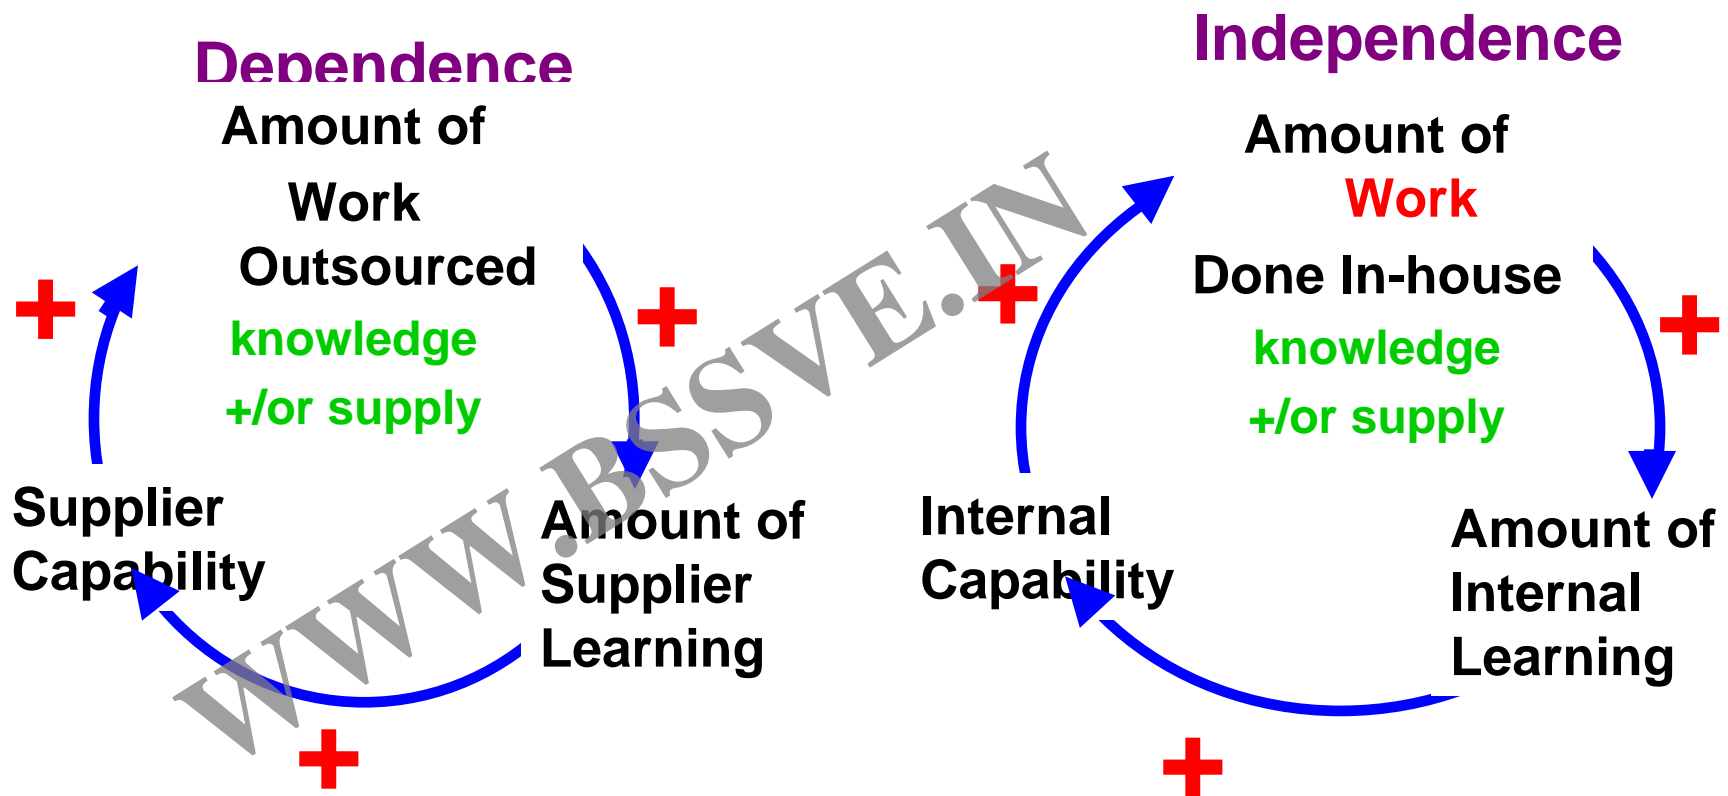 Dependence
Amount of
Work
Outsourced
knowledge
+/or supply
+
+
Supplier
Capability
Amount of
Supplier
Learning
+
Independence
Amount of
Work
Done In-house
knowledge
+/or supply
+
+
Internal
Capability
Amount of
Internal
Learning
+
WWW.BSSVE.IN